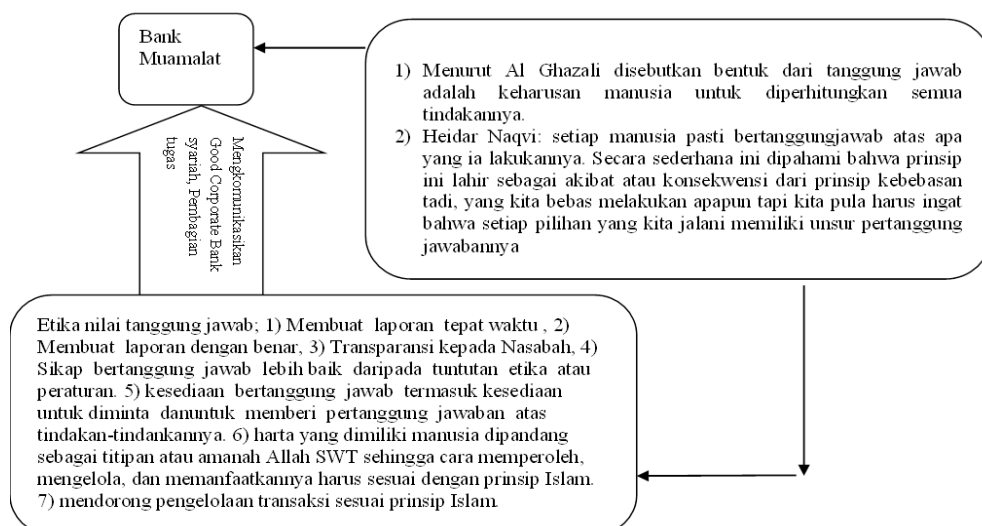 Bank
Muamalat
1) Menurut Al Ghazali disebutkan bentuk dari tanggung jawab
adalah keharusan manusia untuk diperhitungkan semua
tindakannya.
2) Heidar Naqvi: setiap manusia pasti bertanggungjawab atas apa
yang ia lakukannya. Secara sederhana ini dipahami bahwa prinsip
ini lahir sebagai akibat atau konsekwensi dari prinsip kebebasan
tadi, yang kita bebas melakukan apapun tapi kita pula harus ingat
bahwa setiap pilihan yang kita jalani memiliki unsur pertanggung
jawabannya
Mengkomunikasikan
Good Corporate Bank
syariah, Pembagian
tugas
Etika nilai tanggung jawab; 1) Membuat laporan tepat waktu , 2)
Membuat laporan dengan benar, 3) Transparansi kepada Nasabah, 4)
Sikap bertanggung jawab lebih baik daripada tuntutan etika atau
peraturan. 5) kesediaan bertanggung jawab termasuk kesediaan
untuk diminta danuntuk memberi pertanggung jawaban atas
tindakan-tindankannya. 6) harta yang dimiliki manusia dipandang
sebagai titipan atau amanah Allah SWT sehingga cara memperoleh,
mengelola, dan memanfaatkannya harus sesuai dengan prinsip Islam.
7) mendorong pengelolaan transaksi sesuai prinsip Islam.